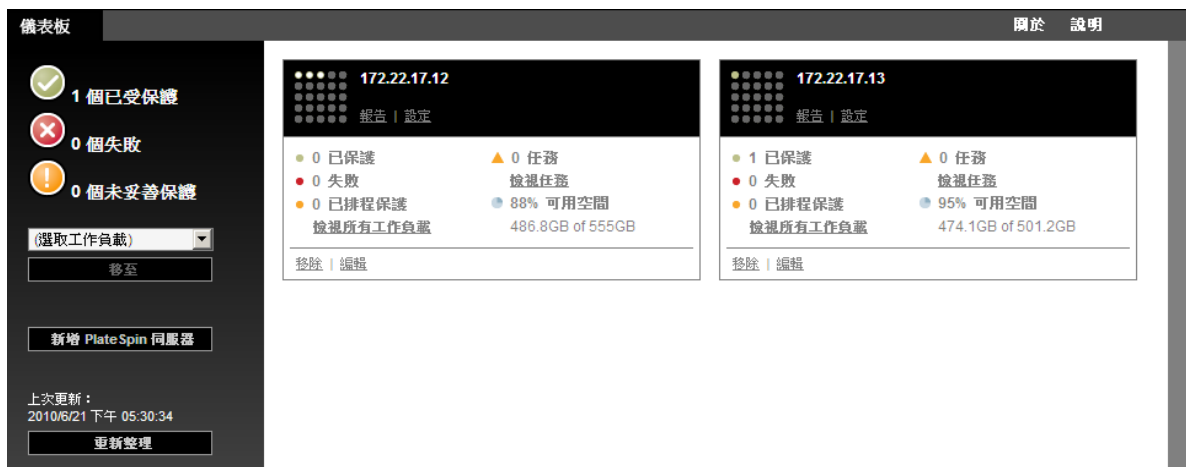 儀表板
關於 說明
1 個已受保護
0 個失敗
0 個未妥善保護
(選取工作負載)
移至
新增 PlateSpin 伺服器
上次更新：
2010/6/21 下午 05:30:34
更新整理
172.22.17.12
報告 | 設定
0 已保護
0 任務
0 失敗
檢視任務
0 已排程保護
88% 可用空間
檢視所有工作負載
486.8GB of 555GB
移除 | 編輯
172.22.17.13
報告 | 設定
1 已保護
0 任務
0 失敗
檢視任務
0 已排程保護
95% 可用空間
檢視所有工作負載
474.1GB of 501.2GB
移除 | 編輯